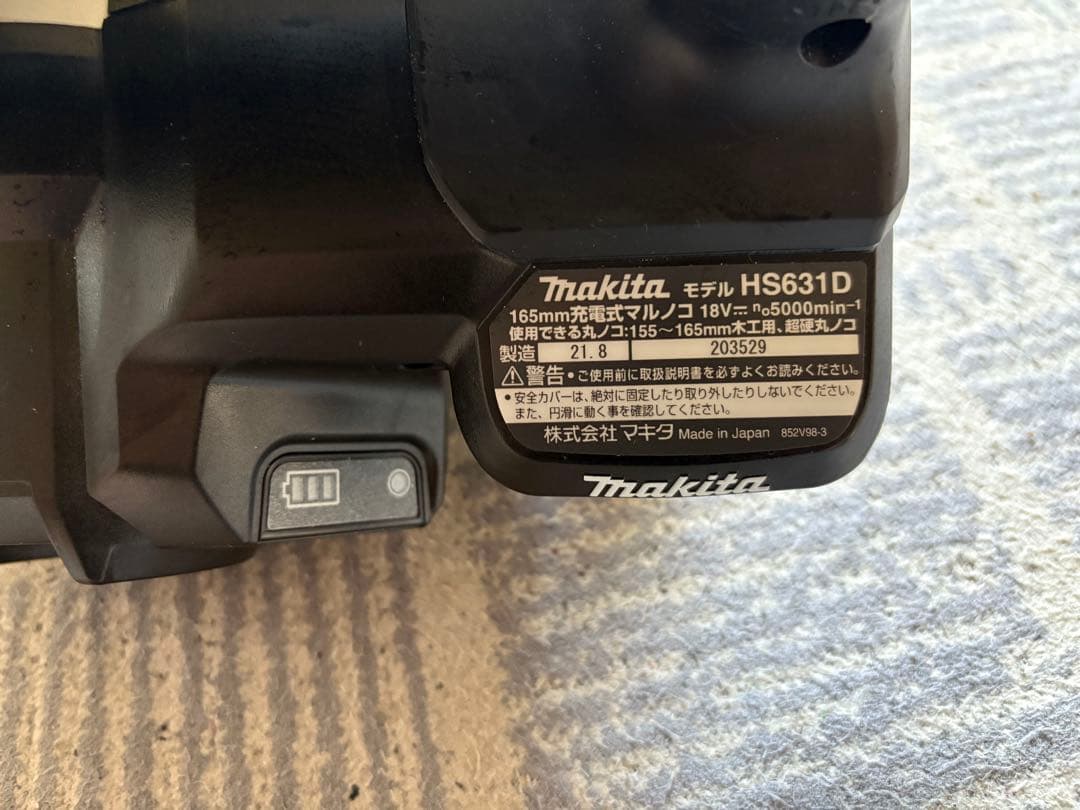 makita モデル HS631D
165mm充電式マルノコ 18V⎓ n₀5000min⁻¹
使用できる丸ノコ:155～165mm木工用、超硬丸ノコ
製造 21.8 203529
⚠警告・ご使用前に取扱説明書を必ずよくお読みください。
・安全カバーは、絶対に固定したり取り外したりしないでください。
また、円滑に動く事を確認してください。
株式会社マキタ Made in Japan 852V98-3
makita